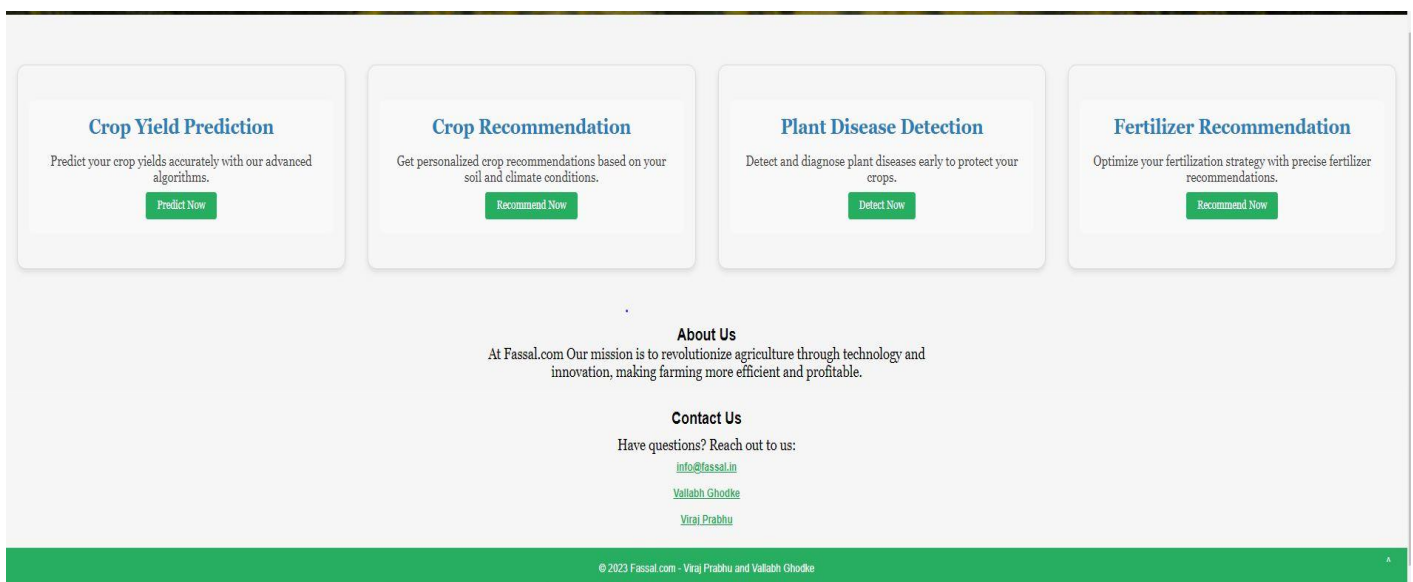 Crop Yield Prediction
Predict your crop yields accurately with our advanced
algorithms.
Predict Now
Crop Recommendation
Get personalized crop recommendations based on your
soil and climate conditions.
Recommend Now
Plant Disease Detection
Detect and diagnose plant diseases early to protect your
crops.
Detect Now
Fertilizer Recommendation
Optimize your fertilization strategy with precise fertilizer
recommendations.
Recommend Now
About Us
At Fassal.com Our mission is to revolutionize agriculture through technology and
innovation, making farming more efficient and profitable.
Contact Us
Have questions? Reach out to us:
info@fassal.in
Vallabh Ghodke
Viraj Prabhu
© 2023 Fassal.com - Viraj Prabhu and Vallabh Ghodke